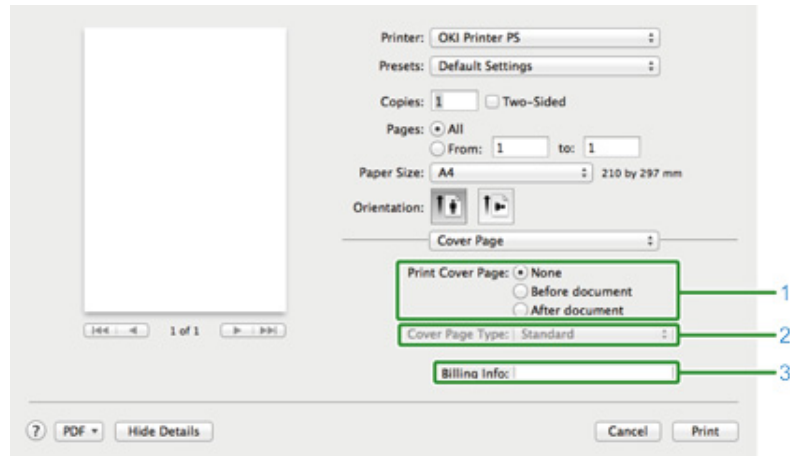 Printer: OKI Printer PS
Presets: Default Settings
Copies: 1 Two-Sided
Pages: All
From: 1 to: 1
Paper Size: A4 210 by 297 mm
Orientation:
Cover Page
Print Cover Page: None
Before document
After document
1
1 of 1
Cover Page Type: Standard
2
Billing Info:
3
? PDF Hide Details Cancel Print